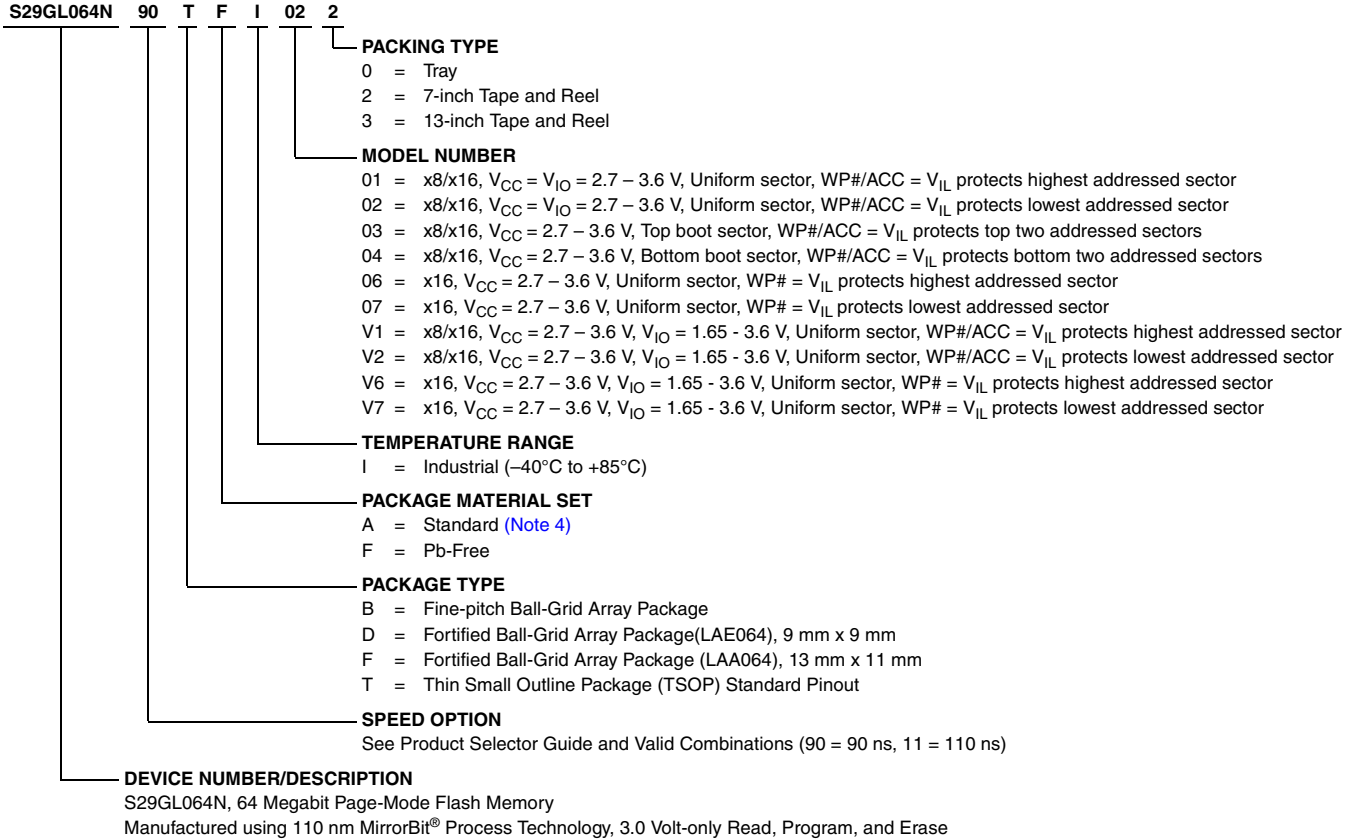 S29GL064N 90 T F I 02 2
PACKING TYPE
0 = Tray
2 = 7-inch Tape and Reel
3 = 13-inch Tape and Reel
MODEL NUMBER
01 = x8/x16, VCC = VIO = 2.7 – 3.6 V, Uniform sector, WP#/ACC = VIL protects highest addressed sector
02 = x8/x16, VCC = VIO = 2.7 – 3.6 V, Uniform sector, WP#/ACC = VIL protects lowest addressed sector
03 = x8/x16, VCC = 2.7 – 3.6 V, Top boot sector, WP#/ACC = VIL protects top two addressed sectors
04 = x8/x16, VCC = 2.7 – 3.6 V, Bottom boot sector, WP#/ACC = VIL protects bottom two addressed sectors
06 = x16, VCC = 2.7 – 3.6 V, Uniform sector, WP# = VIL protects highest addressed sector
07 = x16, VCC = 2.7 – 3.6 V, Uniform sector, WP# = VIL protects lowest addressed sector
V1 = x8/x16, VCC = 2.7 – 3.6 V, VIO = 1.65 - 3.6 V, Uniform sector, WP#/ACC = VIL protects highest addressed sector
V2 = x8/x16, VCC = 2.7 – 3.6 V, VIO = 1.65 - 3.6 V, Uniform sector, WP#/ACC = VIL protects lowest addressed sector
V6 = x16, VCC = 2.7 – 3.6 V, VIO = 1.65 - 3.6 V, Uniform sector, WP# = VIL protects highest addressed sector
V7 = x16, VCC = 2.7 – 3.6 V, VIO = 1.65 - 3.6 V, Uniform sector, WP# = VIL protects lowest addressed sector
TEMPERATURE RANGE
I = Industrial (–40°C to +85°C)
PACKAGE MATERIAL SET
A = Standard (Note 4)
F = Pb-Free
PACKAGE TYPE
B = Fine-pitch Ball-Grid Array Package
D = Fortified Ball-Grid Array Package(LAE064), 9 mm x 9 mm
F = Fortified Ball-Grid Array Package (LAA064), 13 mm x 11 mm
T = Thin Small Outline Package (TSOP) Standard Pinout
SPEED OPTION
See Product Selector Guide and Valid Combinations (90 = 90 ns, 11 = 110 ns)
DEVICE NUMBER/DESCRIPTION
S29GL064N, 64 Megabit Page-Mode Flash Memory
Manufactured using 110 nm MirrorBit® Process Technology, 3.0 Volt-only Read, Program, and Erase